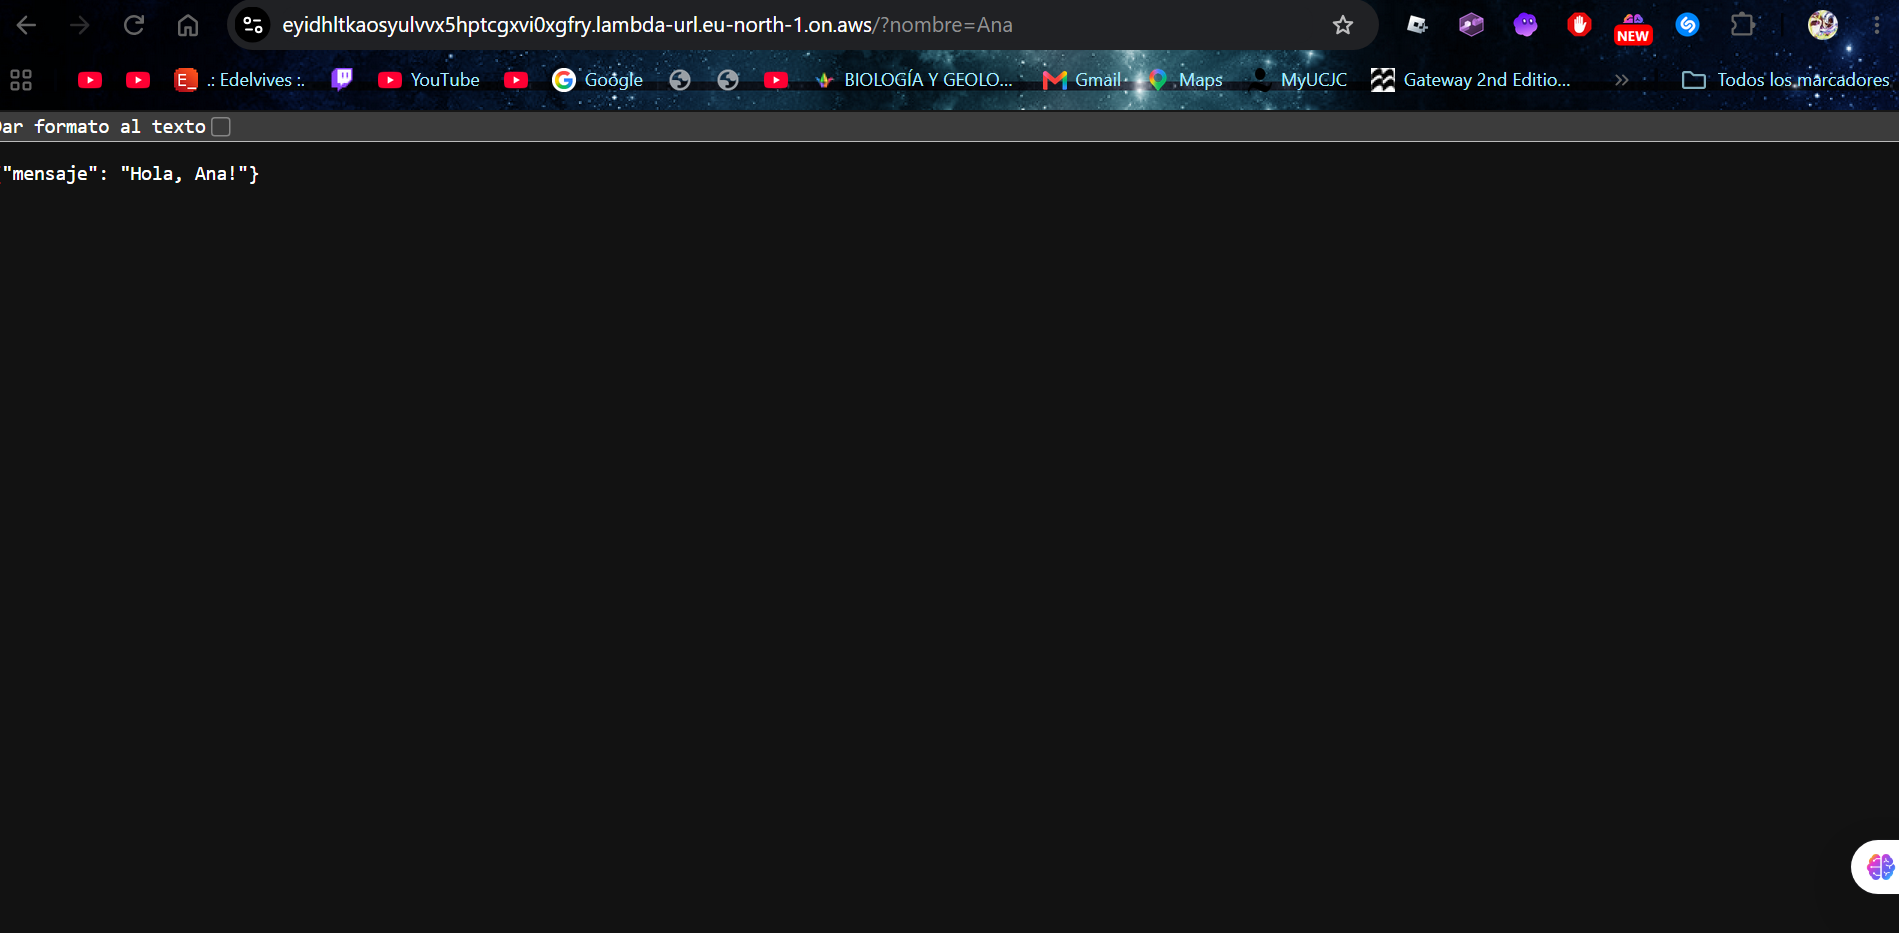 eyidhltkaosyulvvx5hptcgxvi0xgfry.lambda-url.eu-north-1.on.aws/?nombre=Ana
NEW
.: Edelvives :. YouTube Google BIOLOGÍA Y GEOLO... Gmail Maps MyUCJC Gateway 2nd Editio... » Todos los marcadores
Dar formato al texto
{"mensaje": "Hola, Ana!"}